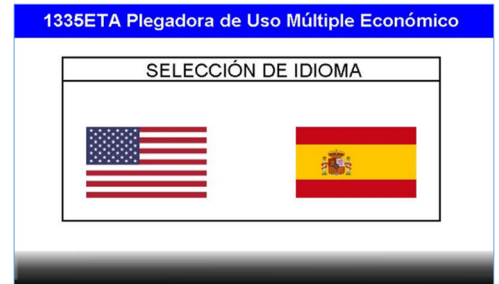 1335ETA Plegadora de Uso Múltiple Económico
SELECCIÓN DE IDIOMA